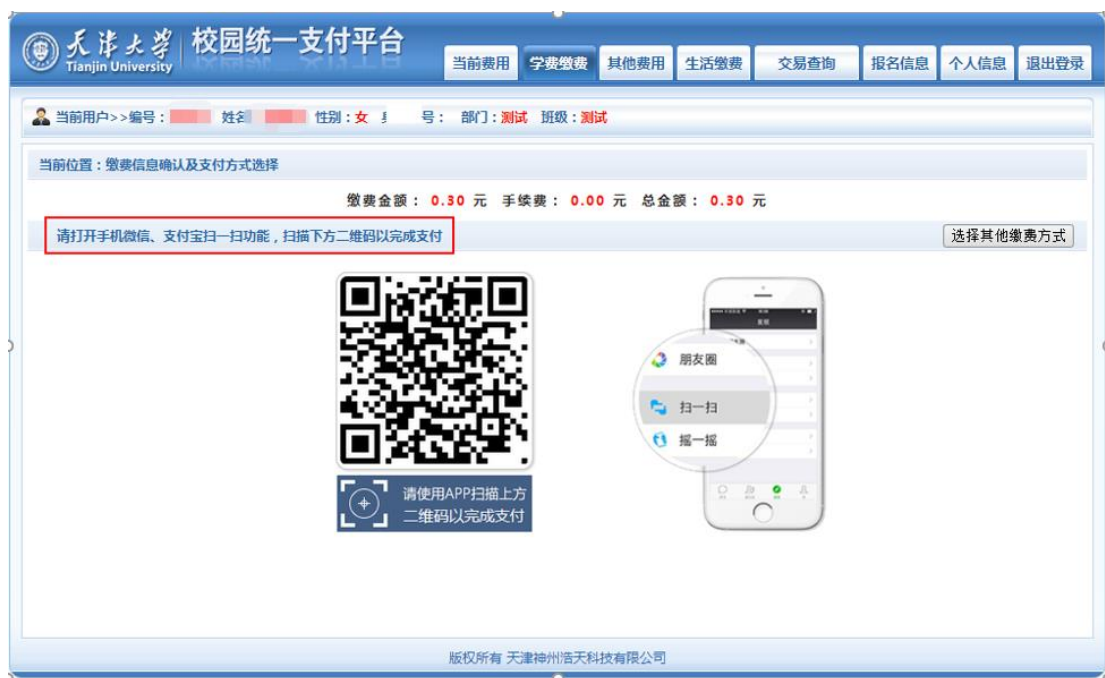 天津大学 校园统一支付平台
Tianjin University
当前费用 学费缴费 其他费用 生活缴费 交易查询 报名信息 个人信息 退出登录
当前用户>>编号： 姓名 性别：女 号： 部门：测试 班级：测试
当前位置：缴费信息确认及支付方式选择
缴费金额： 0.30 元 手续费： 0.00 元 总金额： 0.30 元
请打开手机微信、支付宝扫一扫功能，扫描下方二维码以完成支付
选择其他缴费方式
发现
朋友圈
扫一扫
摇一摇
请使用APP扫描上方
二维码以完成支付
版权所有 天津神州浩天科技有限公司